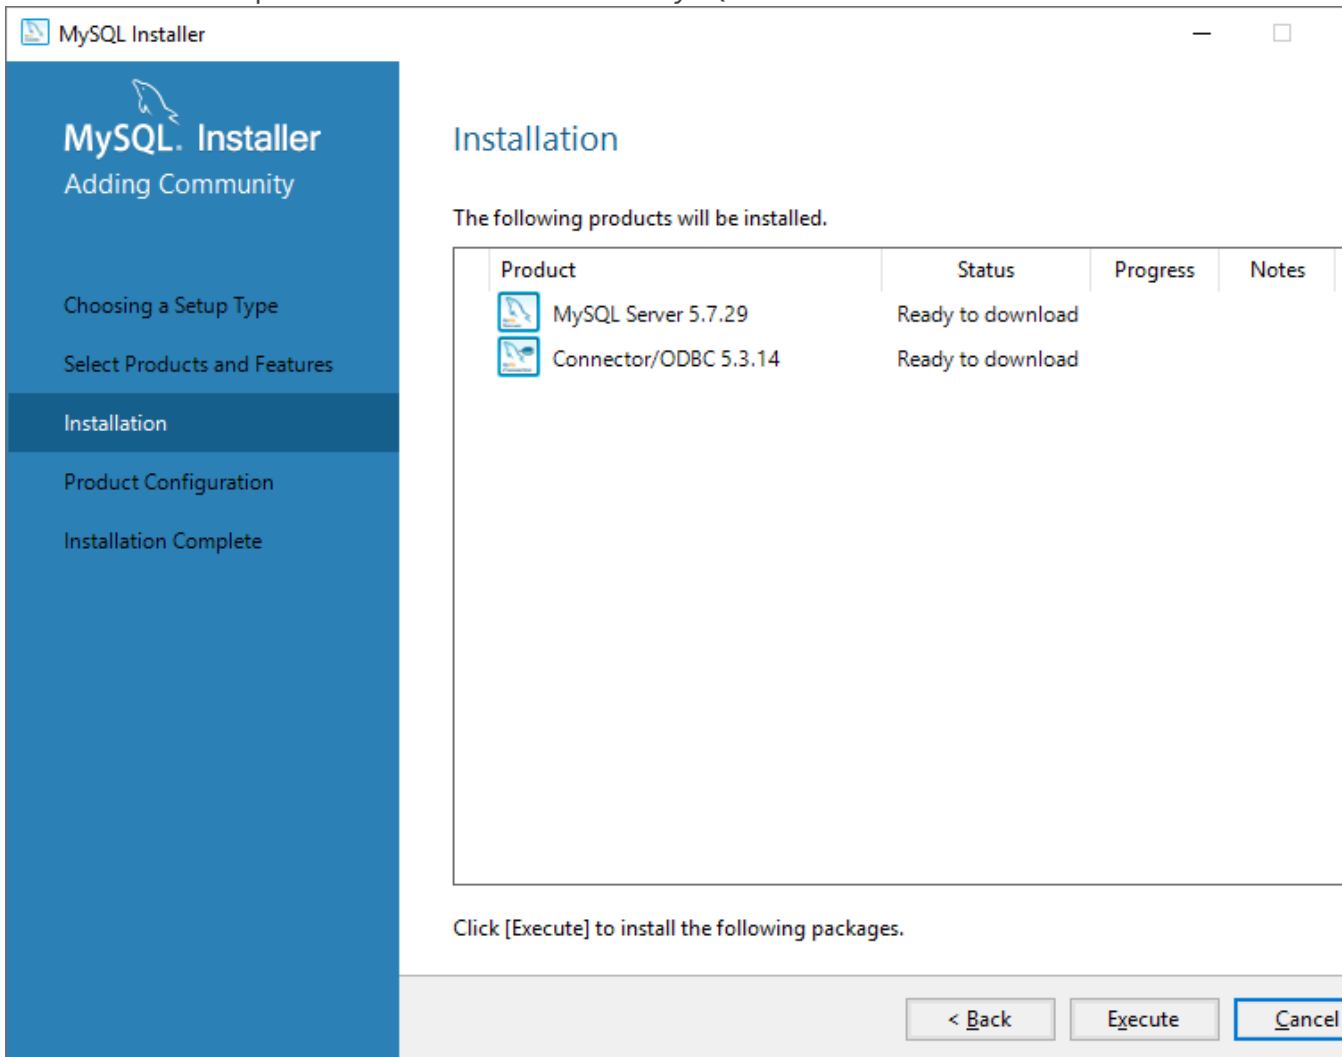 MySQL Installer
MySQL. Installer
Adding Community
Choosing a Setup Type
Select Products and Features
Installation
Product Configuration
Installation Complete
Installation
The following products will be installed.
Product Status Progress Notes
MySQL Server 5.7.29 Ready to download
Connector/ODBC 5.3.14 Ready to download
Click [Execute] to install the following packages.
< Back Execute Cancel